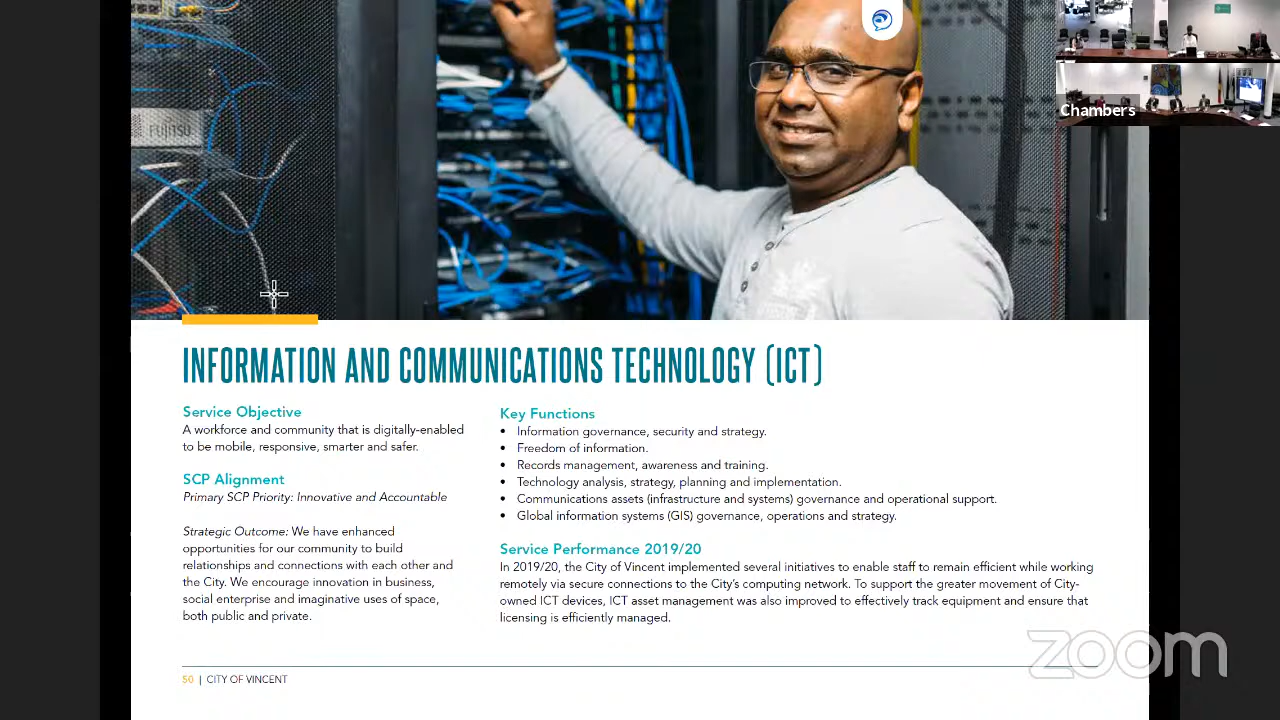 FUJITSU
Chambers
INFORMATION AND COMMUNICATIONS TECHNOLOGY (ICT)
Service Objective
A workforce and community that is digitally-enabled
to be mobile, responsive, smarter and safer.
SCP Alignment
Primary SCP Priority: Innovative and Accountable
Strategic Outcome: We have enhanced
opportunities for our community to build
relationships and connections with each other and
the City. We encourage innovation in business,
social enterprise and imaginative uses of space,
both public and private.
Key Functions
• Information governance, security and strategy.
• Freedom of information.
• Records management, awareness and training.
• Technology analysis, strategy, planning and implementation.
• Communications assets (infrastructure and systems) governance and operational support.
• Global information systems (GIS) governance, operations and strategy.
Service Performance 2019/20
In 2019/20, the City of Vincent implemented several initiatives to enable staff to remain efficient while working
remotely via secure connections to the City's computing network. To support the greater movement of City-
owned ICT devices, ICT asset management was also improved to effectively track equipment and ensure that
licensing is efficiently managed.
zoom
50 | CITY OF VINCENT